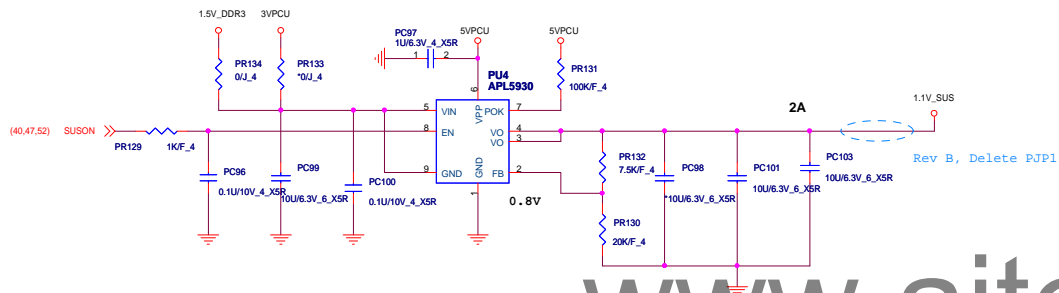 1.5V_DDR3
3VPCU
PC97
1U/6.3V_4_X5R
1
2
5VPCU
5VPCU
PR134
0/J_4
PR133
*0/J_4
PU4
APL5930
PR131
100K/F_4
6
5
VIN
VPP
POK
7
2A
1.1V_SUS
(40,47,52)
SUSON
PR129
1K/F_4
8
EN
VO
4
VO
3
Rev B, Delete PJP1
PC96
0.1U/10V_4_X5R
PC99
10U/6.3V_6_X5R
PC100
0.1U/10V_4_X5R
9
GND
GND
FB
2
1
0.8V
PR132
7.5K/F_4
PC98
*10U/6.3V_6_X5R
PC101
10U/6.3V_6_X5R
PC103
10U/6.3V_6_X5R
PR130
20K/F_4